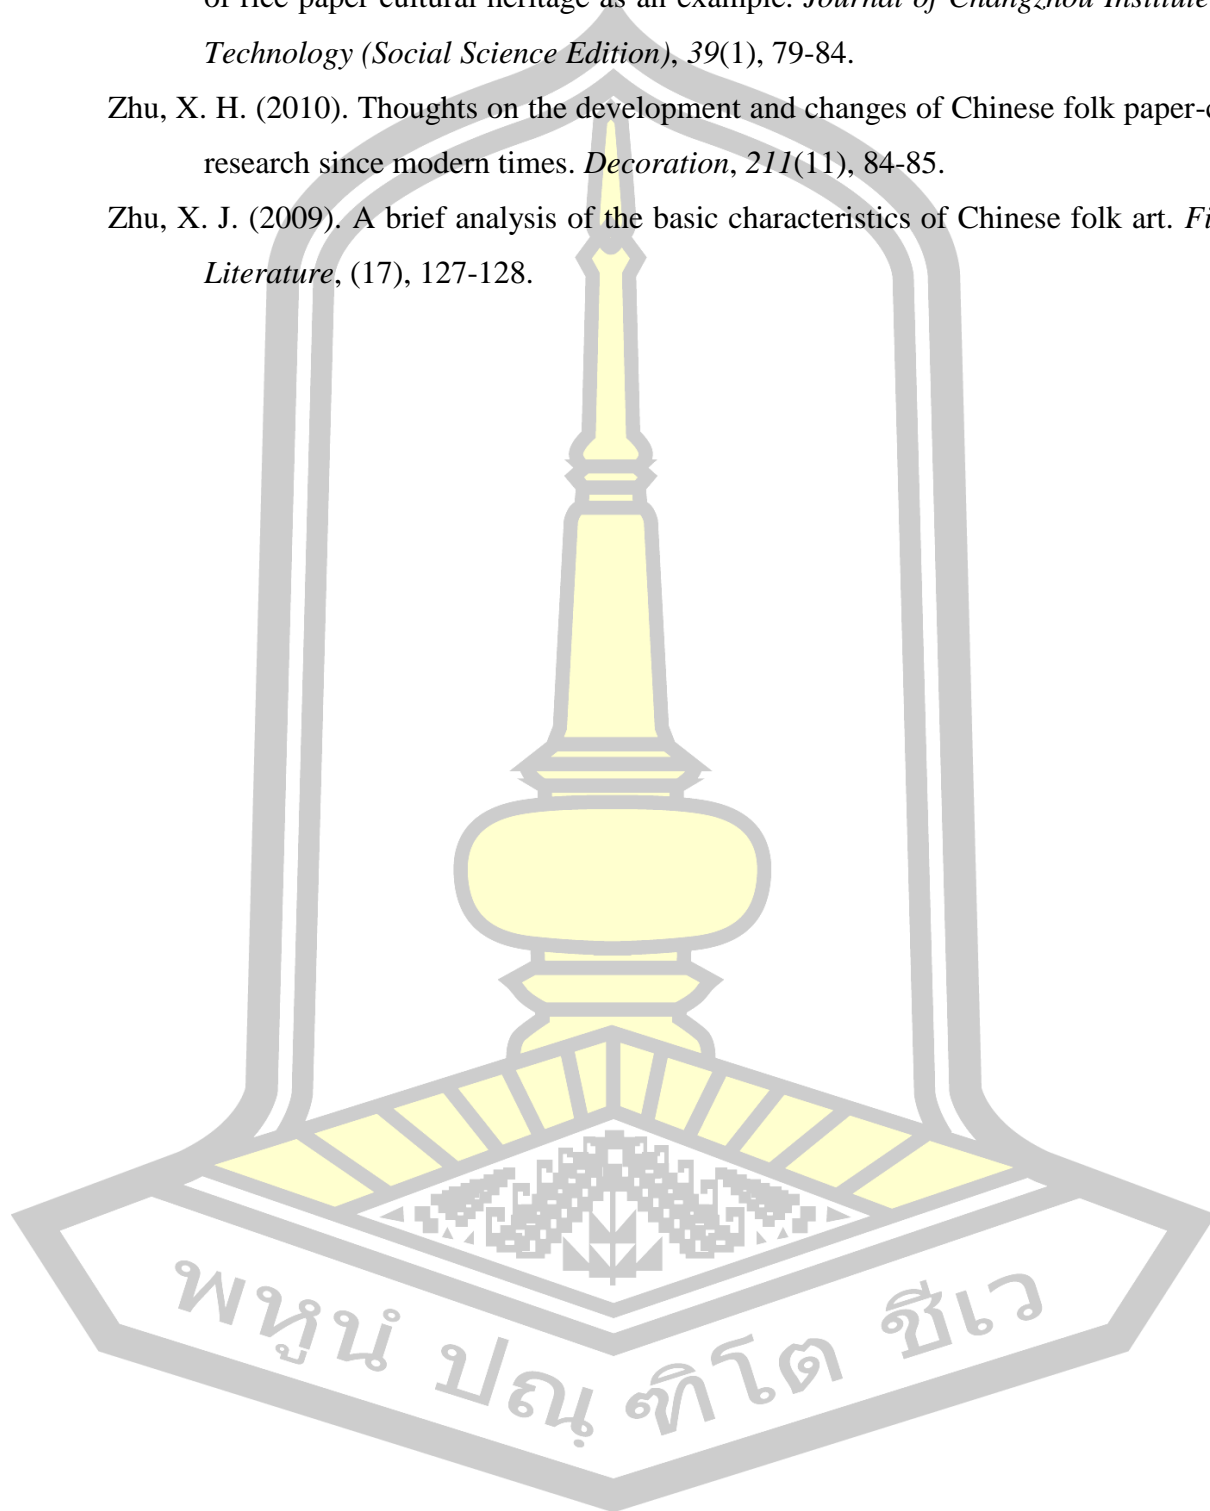 of rice paper cultural heritage as an example. Journal of Changzhou Institute
Technology (Social Science Edition), 39(1), 79-84.
Zhu, X. H. (2010). Thoughts on the development and changes of Chinese folk
research since modern times. Decoration, 211(11), 84-85.
Zhu, X. J. (2009). A brief analysis of the basic characteristics of Chinese folk art.
Literature, (17), 127-128.
พหูนํ ปณฺฑิโต ชีเว